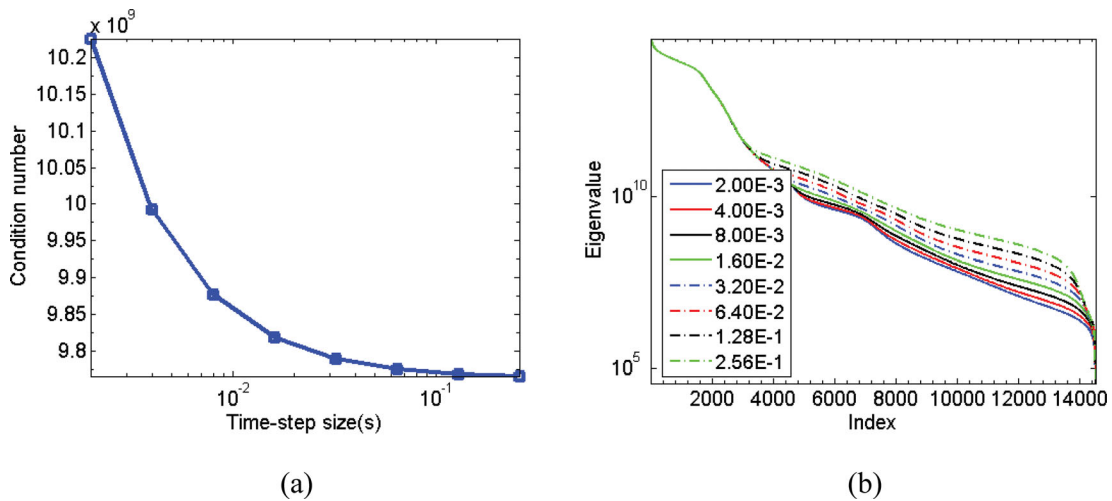 x 10^9
10.2
10.15
10.1
10.05
10
9.95
9.9
9.85
9.8
Condition number
10^-2
10^-1
Time-step size(s)
(a)
Eigenvalue
10^10
10^5
2.00E-3
4.00E-3
8.00E-3
1.60E-2
3.20E-2
6.40E-2
1.28E-1
2.56E-1
2000 4000 6000 8000 10000 12000 14000
Index
(b)